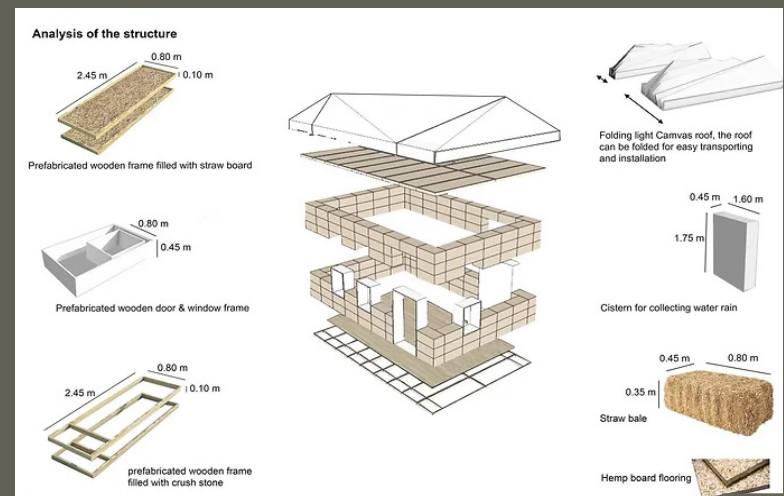 Analysis of the structure
0.80 m
2.45 m
0.10 m
Prefabricated wooden frame filled with straw board
0.80 m
0.45 m
Prefabricated wooden door & window frame
0.80 m
2.45 m
0.10 m
prefabricated wooden frame
filled with crush stone
Folding light Camvas roof, the roof
can be folded for easy transporting
and installation
0.45 m
1.60 m
1.75 m
Cistern for collecting water rain
0.45 m
0.80 m
0.35 m
Straw bale
Hemp board flooring